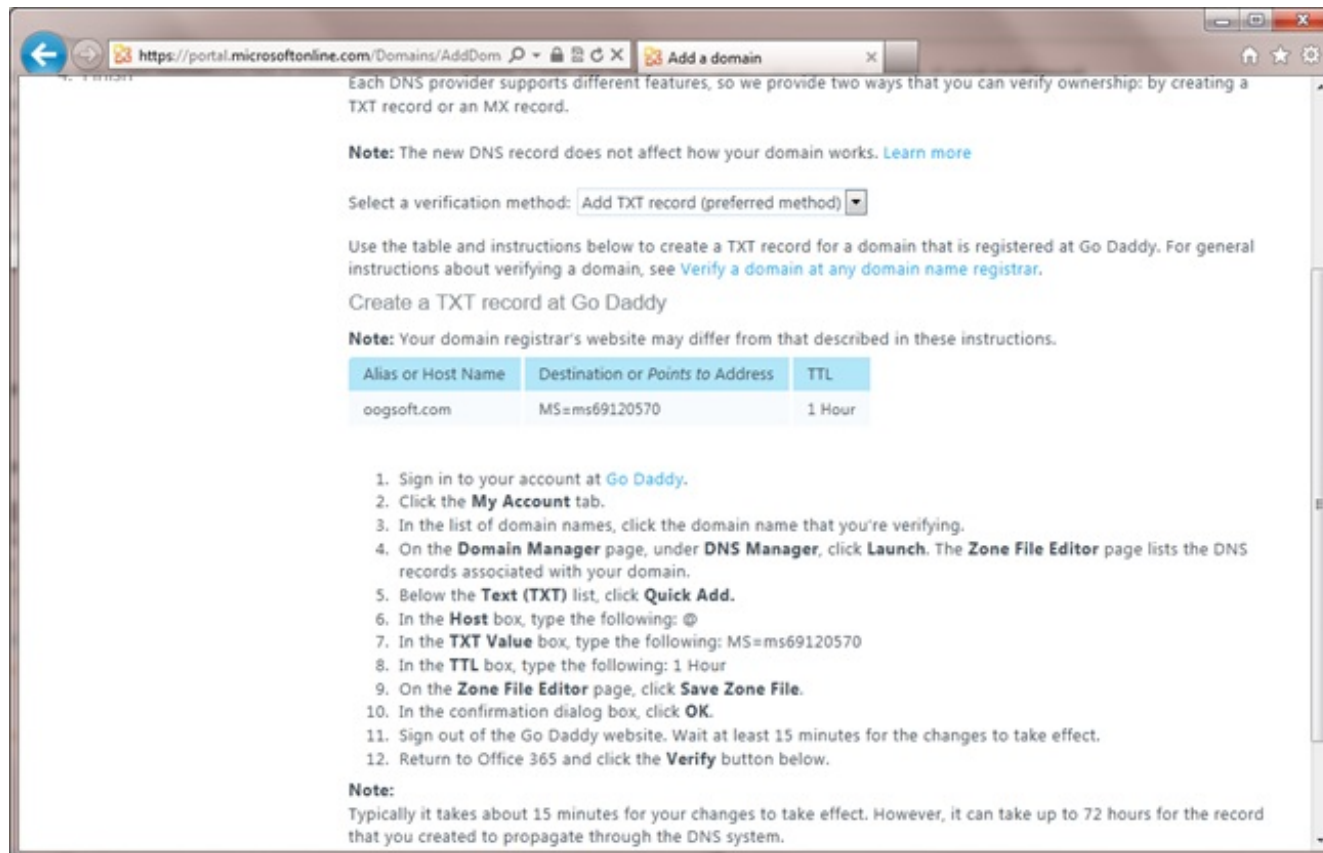 https://portal.microsoftonline.com/Domains/AddDom
Add a domain
4. Finish
Each DNS provider supports different features, so we provide two ways that you can verify ownership: by creating a
TXT record or an MX record.
Note: The new DNS record does not affect how your domain works. Learn more
Select a verification method: Add TXT record (preferred method)
Use the table and instructions below to create a TXT record for a domain that is registered at Go Daddy. For general
instructions about verifying a domain, see Verify a domain at any domain name registrar.
Create a TXT record at Go Daddy
Note: Your domain registrar's website may differ from that described in these instructions.
Alias or Host Name Destination or Points to Address TTL
oogsoft.com MS=ms69120570 1 Hour
1. Sign in to your account at Go Daddy.
2. Click the My Account tab.
3. In the list of domain names, click the domain name that you're verifying.
4. On the Domain Manager page, under DNS Manager, click Launch. The Zone File Editor page lists the DNS
records associated with your domain.
5. Below the Text (TXT) list, click Quick Add.
6. In the Host box, type the following: @
7. In the TXT Value box, type the following: MS=ms69120570
8. In the TTL box, type the following: 1 Hour
9. On the Zone File Editor page, click Save Zone File.
10. In the confirmation dialog box, click OK.
11. Sign out of the Go Daddy website. Wait at least 15 minutes for the changes to take effect.
12. Return to Office 365 and click the Verify button below.
Note:
Typically it takes about 15 minutes for your changes to take effect. However, it can take up to 72 hours for the record
that you created to propagate through the DNS system.